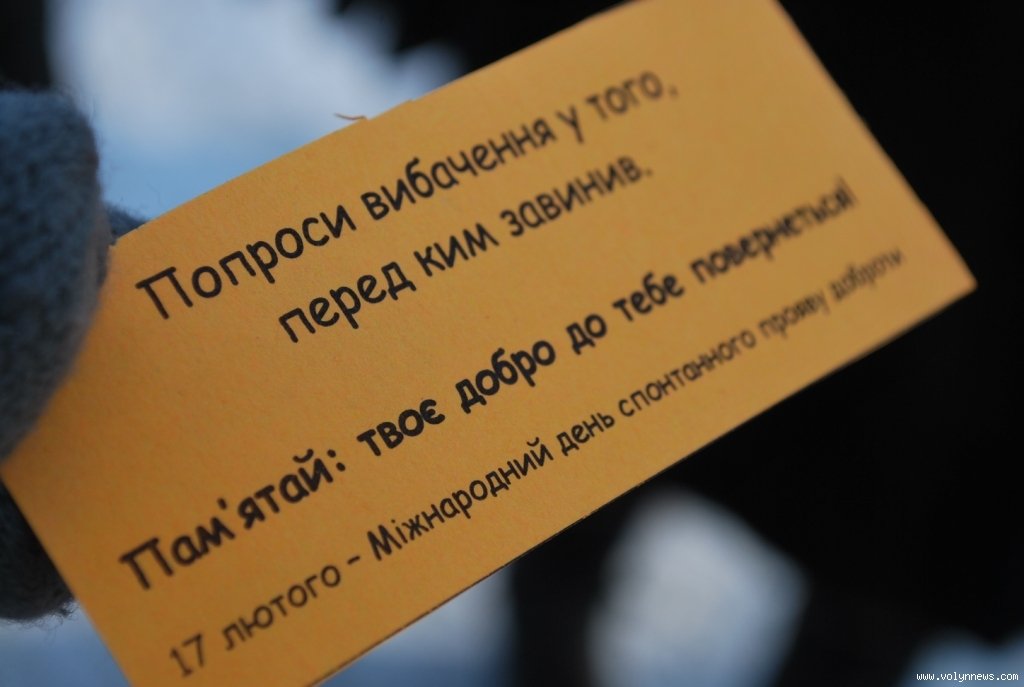 Попроси вибачення у того,
перед ким завинив.
Пам'ятай: твоє добро до тебе повернеться!
17 лютого - Міжнародний день спонтанного прояву доброти
www.volynnews.com